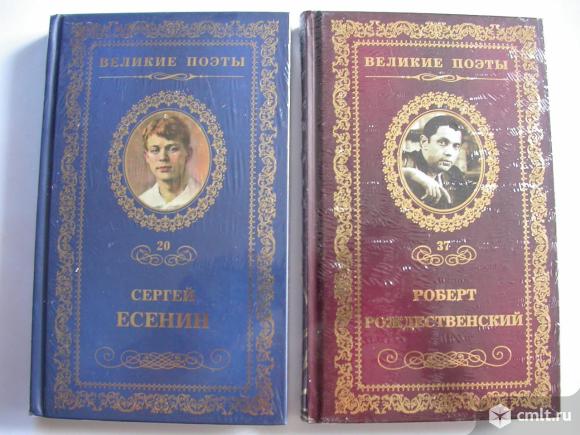 ВЕЛИКИЕ ПОЭТЫ
20
СЕРГЕЙ
ЕСЕНИН
ВЕЛИКИЕ ПОЭТЫ
37
РОБЕРТ
РОЖДЕСТВЕНСКИЙ
cmlt.ru